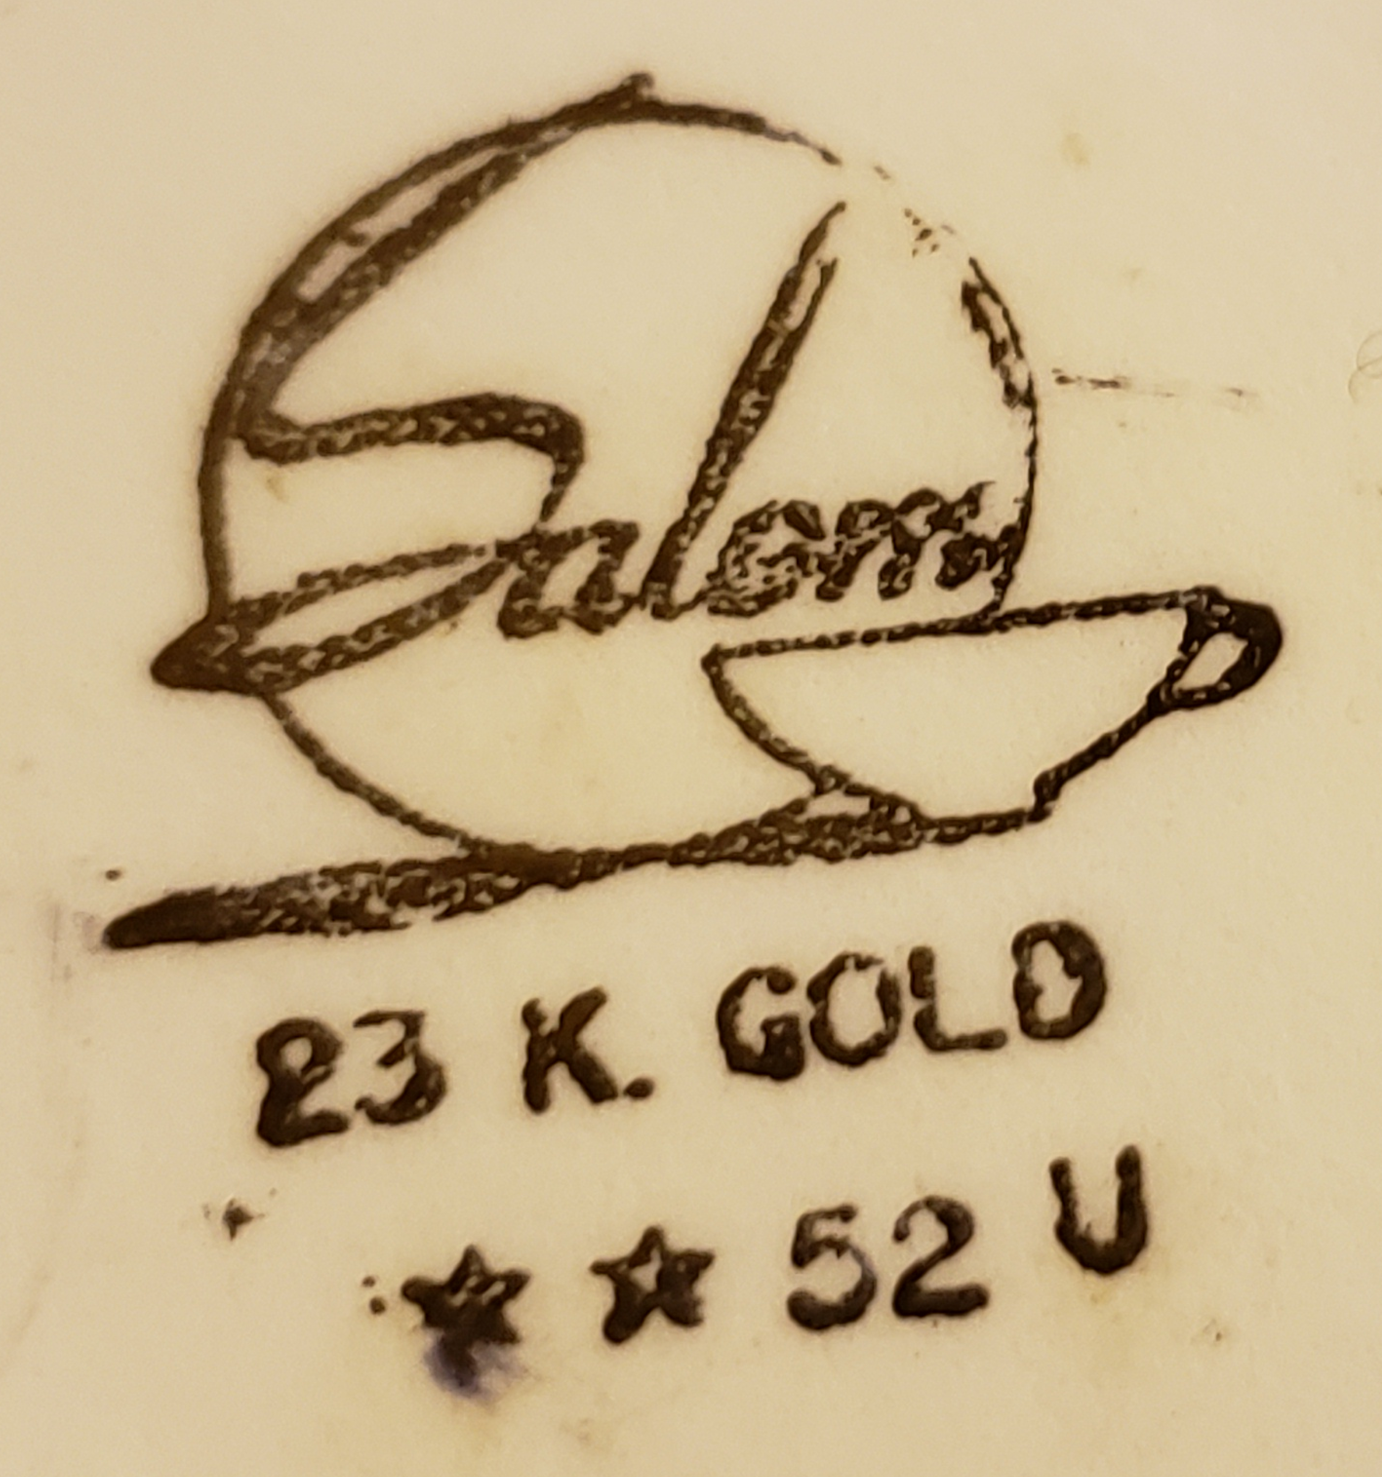 Salem
23 K. GOLD
★ ★ 52 U